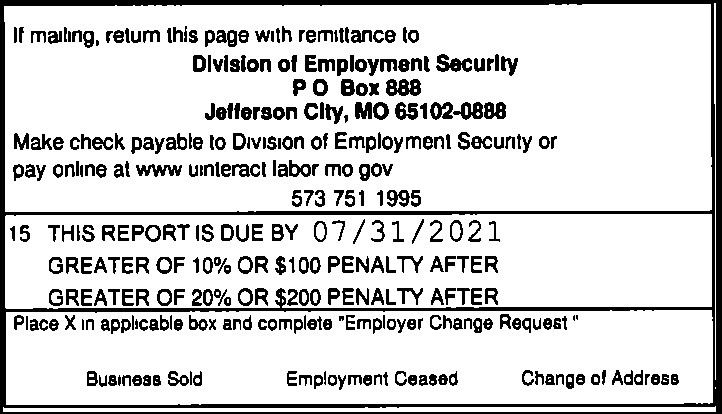 If mailing, return this page with remittance to
Division of Employment Security
P O Box 888
Jefferson City, MO 65102-0888
Make check payable to Division of Employment Security or
pay online at www uinteract labor mo gov
573 751 1995
15 THIS REPORT IS DUE BY 07/31/2021
GREATER OF 10% OR $100 PENALTY AFTER
GREATER OF 20% OR $200 PENALTY AFTER
Place X in applicable box and complete "Employer Change Request "
Business Sold Employment Ceased Change of Address